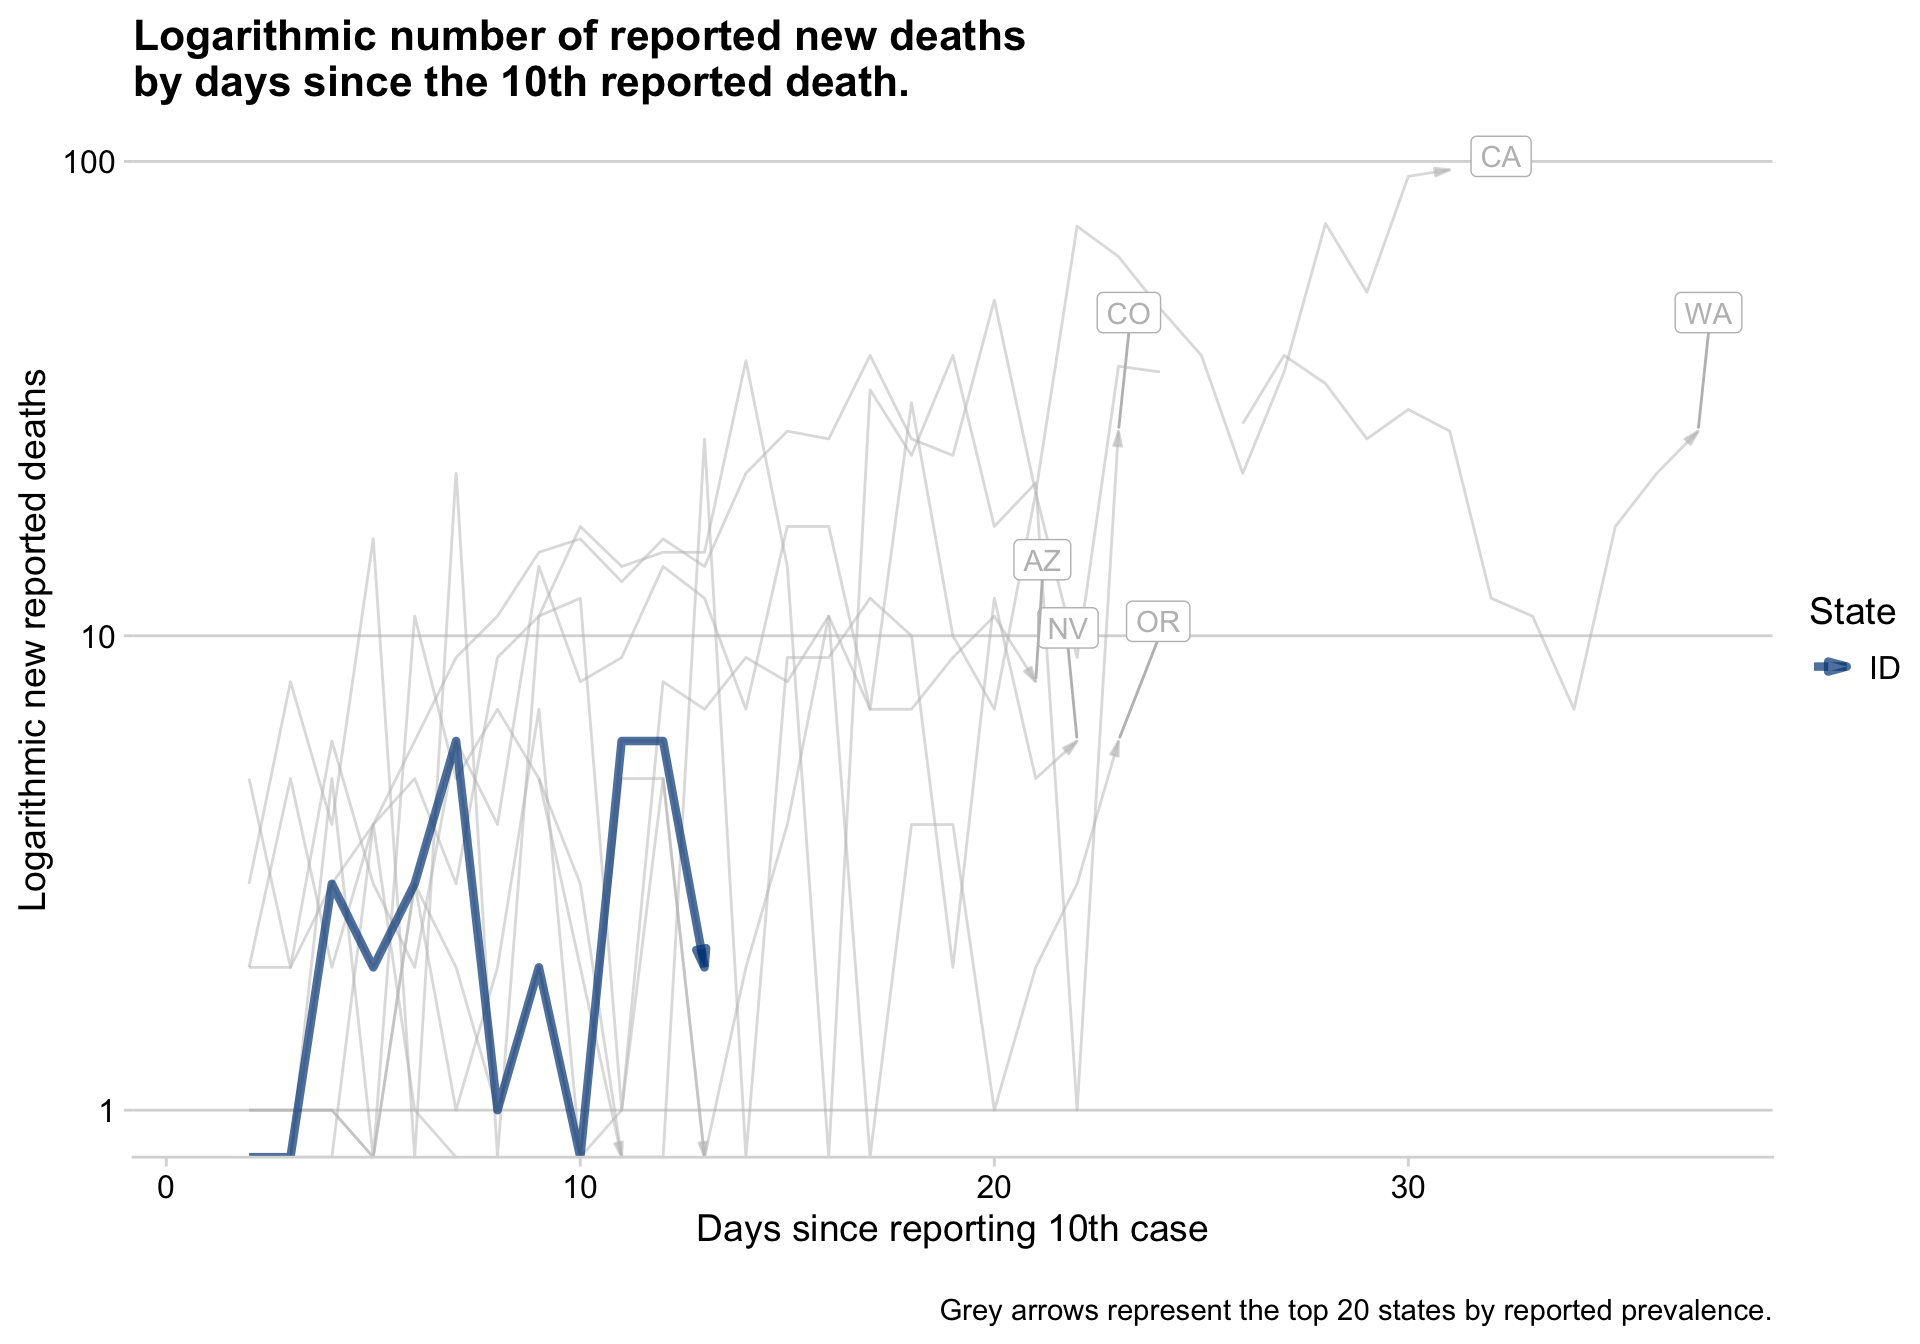 Logarithmic number of reported new deaths
by days since the 10th reported death.
Logarithmic new reported deaths
100
10
1
CA
CO
WA
AZ
NV
OR
State
ID
0
10
20
30
Days since reporting 10th case
Grey arrows represent the top 20 states by reported prevalence.